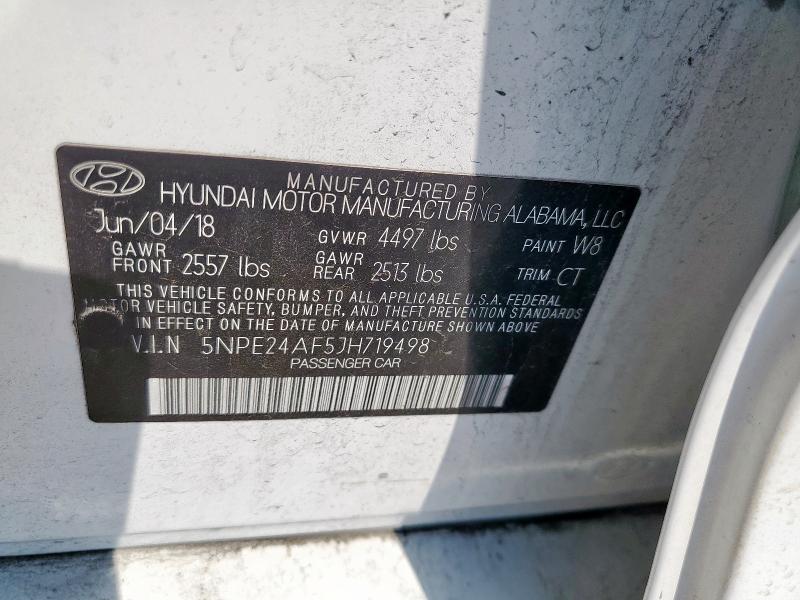 MANUFACTURED BY
HYUNDAI MOTOR MANUFACTURING ALABAMA, LLC
Jun/04/18 GVWR 4497 lbs PAINT W8
GAWR FRONT 2557 lbs GAWR REAR 2513 lbs TRIM CT
THIS VEHICLE CONFORMS TO ALL APPLICABLE U.S.A. FEDERAL
MOTOR VEHICLE SAFETY, BUMPER, AND THEFT PREVENTION STANDARDS
IN EFFECT ON THE DATE OF MANUFACTURE SHOWN ABOVE.
V.I.N 5NPE24AF5JH719498
PASSENGER CAR